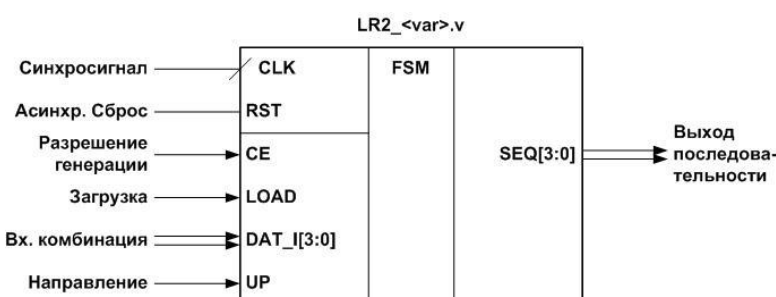 LR2_<var>.v
Синхросигнал
CLK
FSM
Асинхр. Сброс
RST
Разрешение
генерации
CE
SEQ[3:0]
Выход
последова-
тельности
Загрузка
LOAD
Вх. комбинация
DAT_I[3:0]
Направление
UP